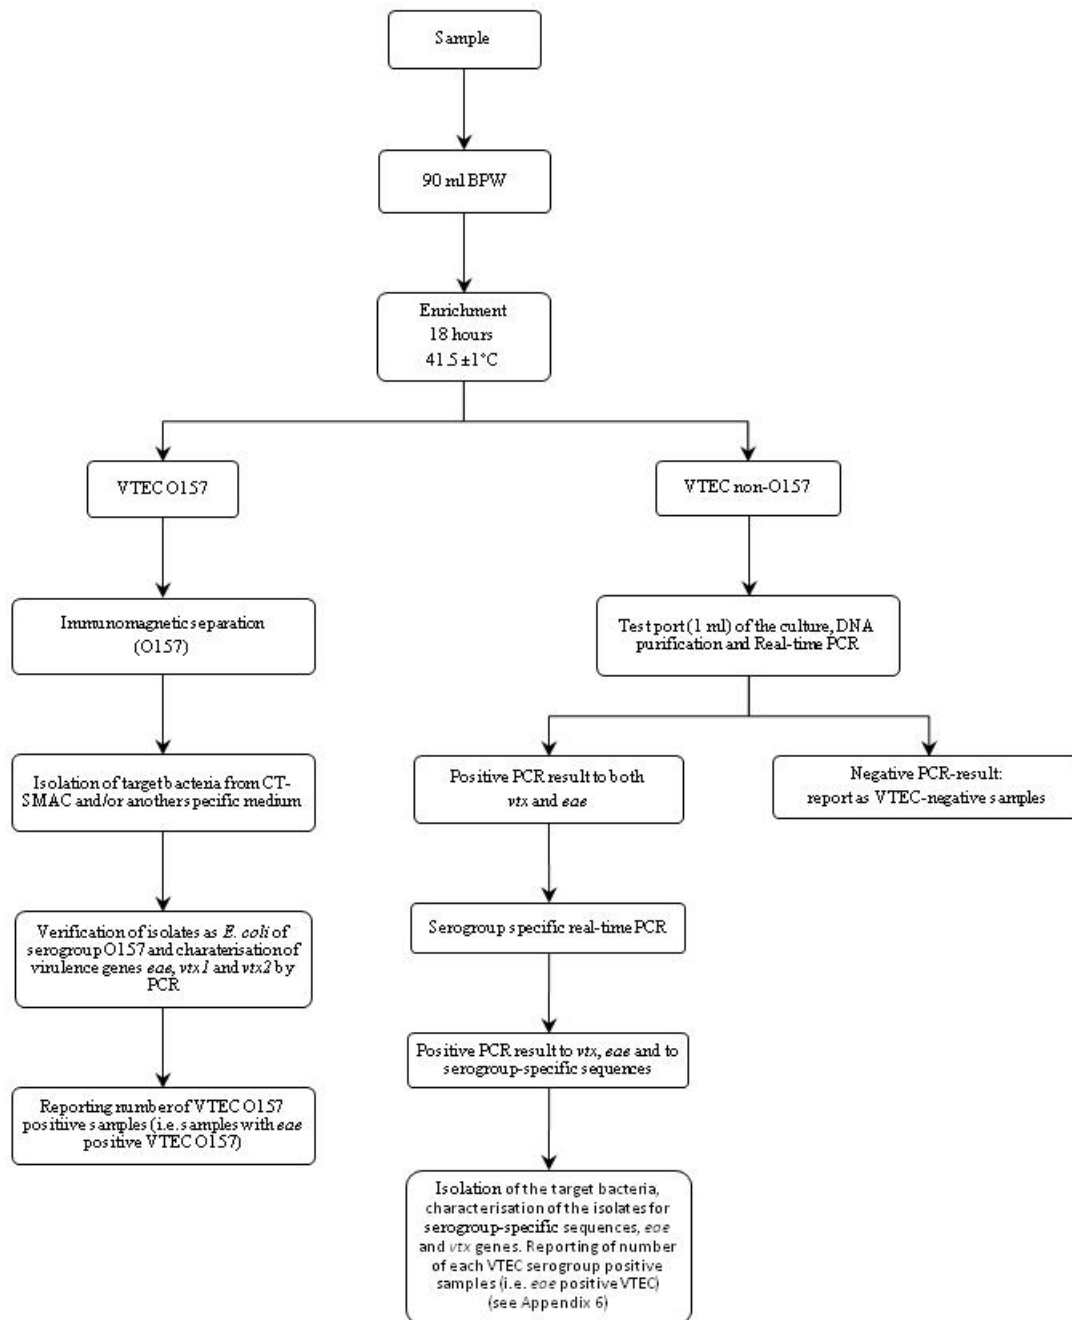 Sample
90 ml BPW
Enrichment
18 hours
41.5 ±1°C
VTEC O157
VTEC non-O157
Immunomagnetic separation
(O157)
Test port (1 ml) of the culture, DNA
purification and Real-time PCR
Isolation of target bacteria from CT-
SMAC and/or anotherspecific medium
Positive PCR result to both
vtx and eae
Negative PCR-result:
report as VTEC-negative samples
Verification of isolates as E. coli of
serogroup O157 and charaterisation of
virulence genes eae, vtx1 and vtx2 by
PCR
Serogroup specific real-time PCR
Positive PCR result to vtx, eae and to
serogroup-specific sequences
Reporting number of VTEC O157
positiive samples (i.e. samples with eae
positive VTEC O157)
Isolation of the target bacteria,
characterisation of the isolates for
serogroup-specific sequences, eae
and vtx genes. Reporting of number
of each VTEC serogroup positive
samples (i.e. eae positive VTEC)
(see Appendix 6)